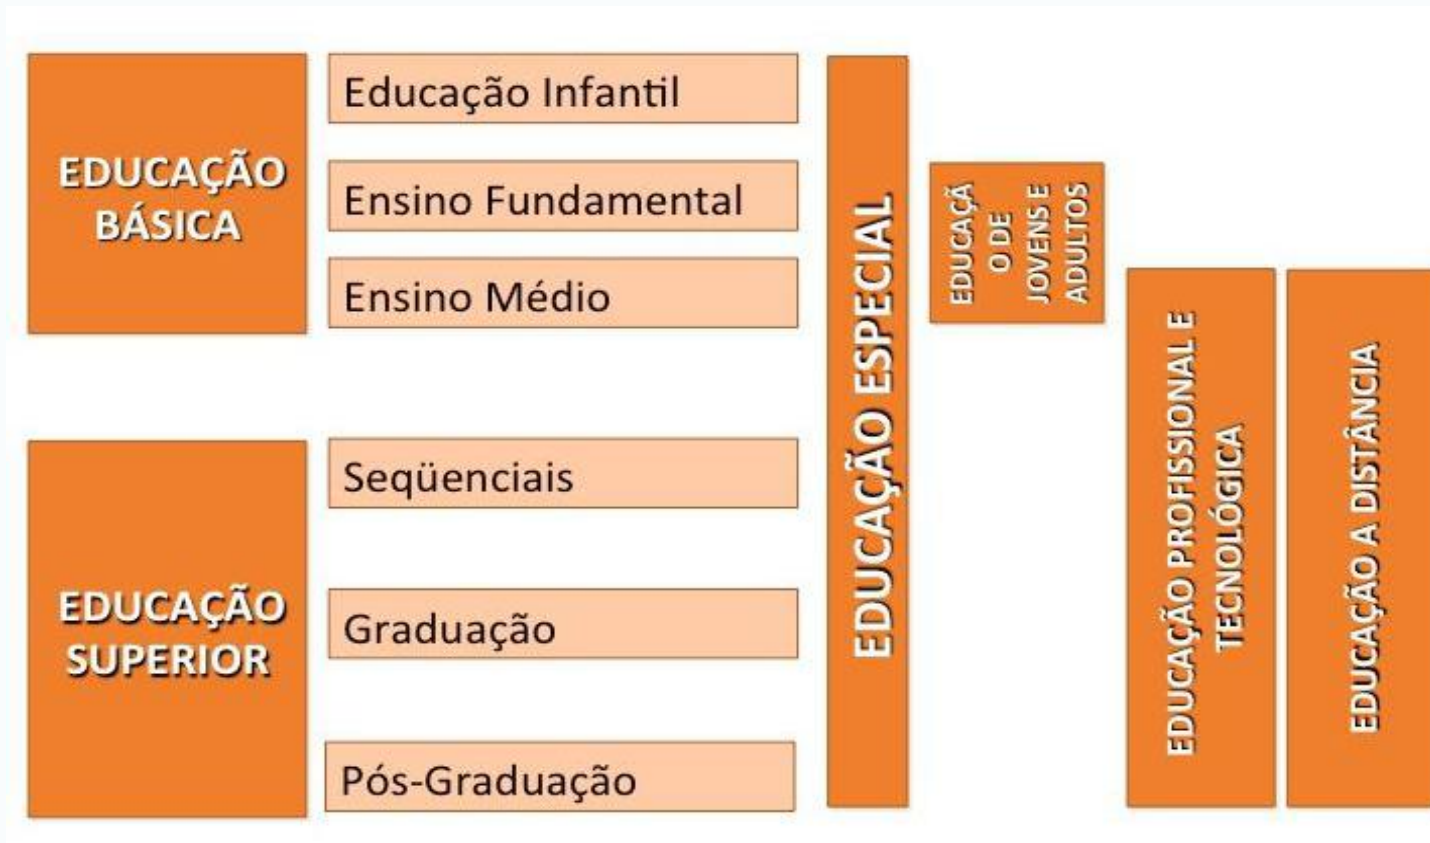 EDUCAÇÃO
BÁSICA
Educação Infantil
Ensino Fundamental
Ensino Médio
EDUCAÇÃO
SUPERIOR
Seqüenciais
Graduação
Pós-Graduação
EDUCAÇÃO ESPECIAL
EDUCAÇÃ
O DE
JOVENS E
ADULTOS
EDUCAÇÃO PROFISSIONAL E
TECNOLÓGICA
EDUCAÇÃO A DISTÂNCIA